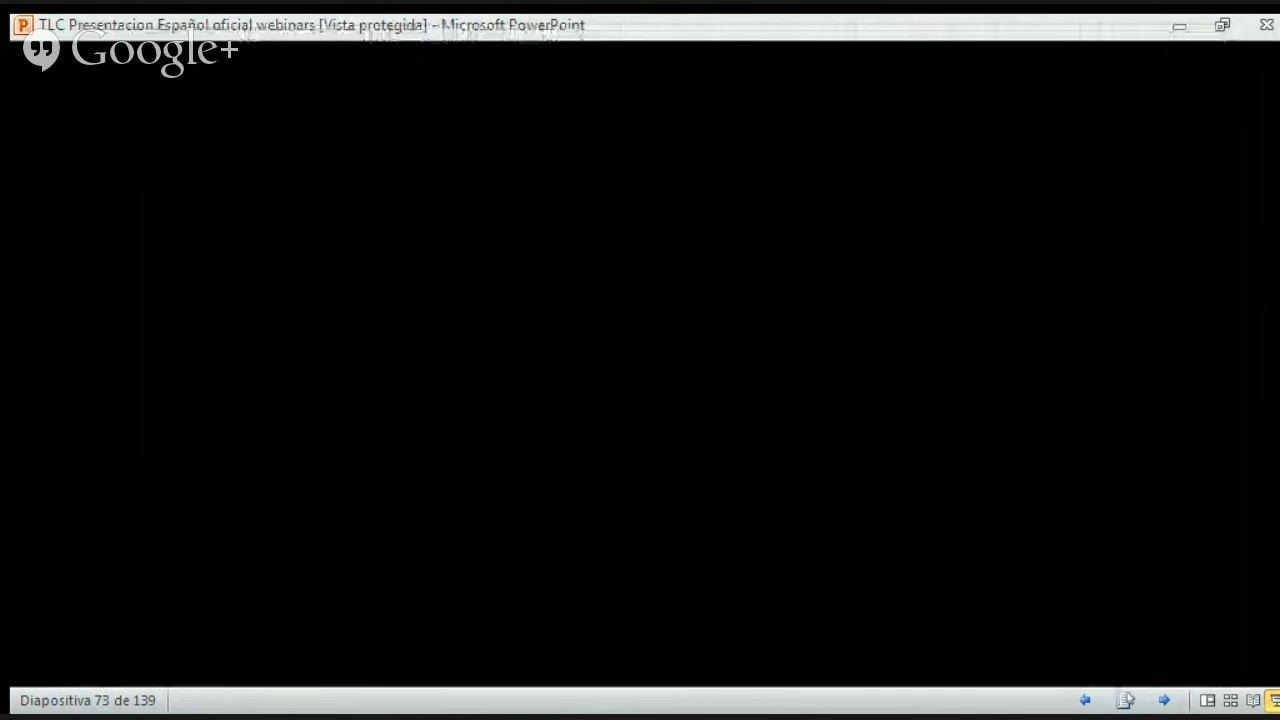 TLC Presentacion Español oficial webinars [Vista protegida] - Microsoft PowerPoint
Google+
Diapositiva 73 de 139